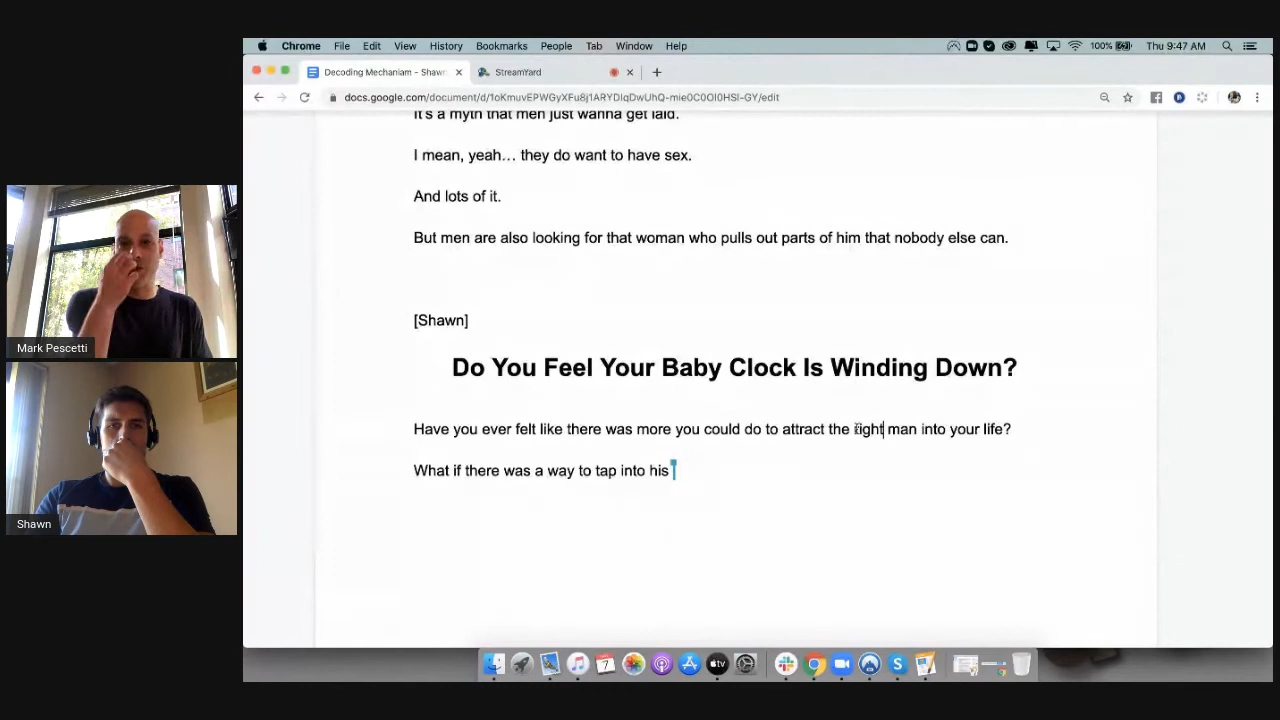 Chrome File Edit View History Bookmarks People Tab Window Help 100% Thu 9:47 AM
Decoding Mechaniam - Shawn StreamYard
docs.google.com/document/d/1oKmuvEPWGyXFu8j1ARYDIqDwUhQ-mie0C0Ol0HSI-GY/edit
It's a myth that men just wanna get laid.
I mean, yeah… they do want to have sex.
And lots of it.
But men are also looking for that woman who pulls out parts of him that nobody else can.
[Shawn]
Do You Feel Your Baby Clock Is Winding Down?
Have you ever felt like there was more you could do to attract the right man into your life?
What if there was a way to tap into his
Mark Pescetti
Shawn
7
tv